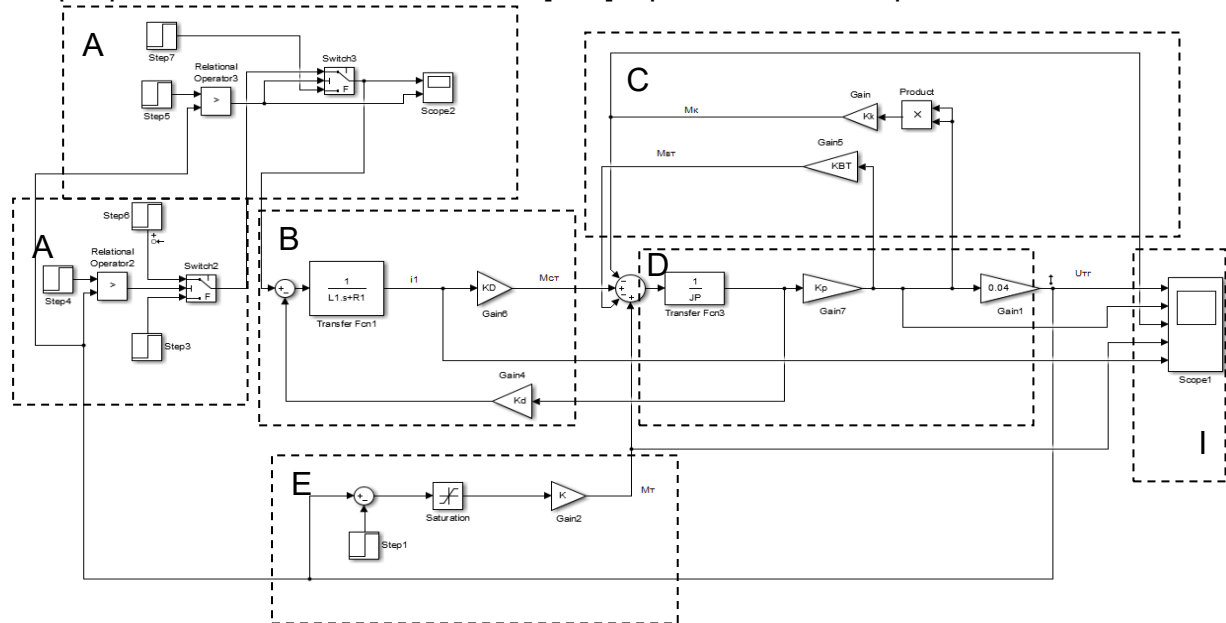 A
Step7
Relational
Operator3
>
Step5
Switch3
T
F
Scope2
C
Mк
Gain
Kk
Product
×
Gain5
Mвт
KBT
A
Step6
Relational
Operator2
>
Step4
Switch2
T
F
Step3
B
+
-
1
L1.s+R1
Transfer Fcn1
i1
KD
Gain6
Mст
Gain4
Kd
D
-
+
-
-
+
1
JP
Transfer Fcn3
Kp
Gain7
0.04
Gain1
Uтг
Scope1
I
E
+
-
Saturation
K
Gain2
Mт
Step1